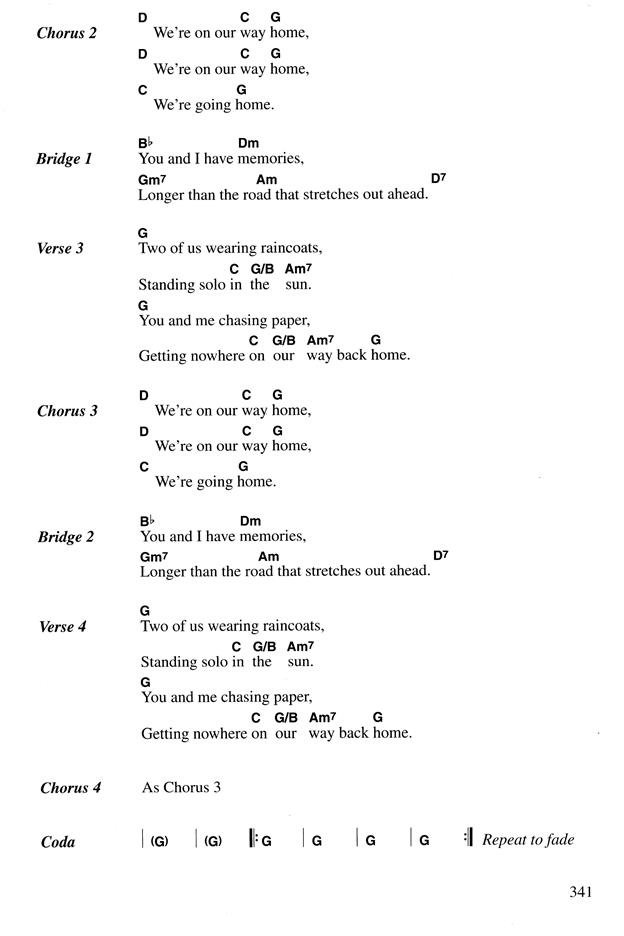 D C G
Chorus 2 We're on our way home,
D C G
We're on our way home,
C G
We're going home.
B♭ Dm
Bridge 1 You and I have memories,
Gm7 Am D7
Longer than the road that stretches out ahead.
G
Verse 3 Two of us wearing raincoats,
C G/B Am7
Standing solo in the sun.
G
You and me chasing paper,
C G/B Am7 G
Getting nowhere on our way back home.
D C G
Chorus 3 We're on our way home,
D C G
We're on our way home,
C G
We're going home.
B♭ Dm
Bridge 2 You and I have memories,
Gm7 Am D7
Longer than the road that stretches out ahead.
G
Verse 4 Two of us wearing raincoats,
C G/B Am7
Standing solo in the sun.
G
You and me chasing paper,
C G/B Am7 G
Getting nowhere on our way back home.
Chorus 4 As Chorus 3
Coda | (G) | (G) ‖: G | G | G | G :‖ Repeat to fade
341